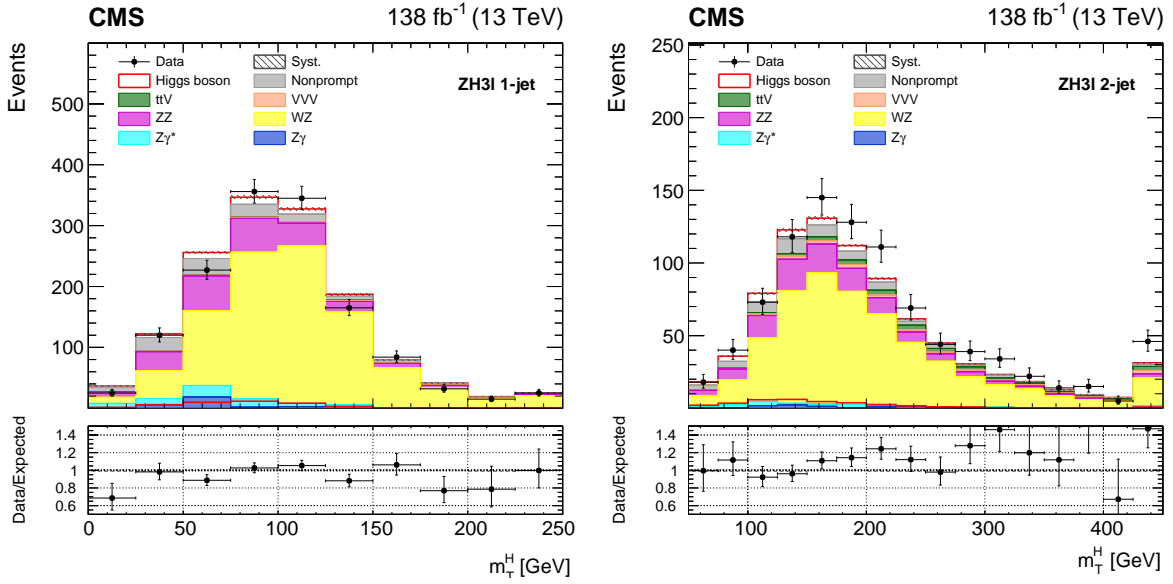 CMS 138 fb⁻¹ (13 TeV)
Events
500
400
300
200
100
Data
Higgs boson
ttV
ZZ
Zγ*
Syst.
Nonprompt
VVV
WZ
Zγ
ZH3l 1-jet
Data/Expected
1.4
1.2
1
0.8
0.6
0 50 100 150 200 250
m_T^H [GeV]
CMS 138 fb⁻¹ (13 TeV)
Events
250
200
150
100
50
Data
Higgs boson
ttV
ZZ
Zγ*
Syst.
Nonprompt
VVV
WZ
Zγ
ZH3l 2-jet
Data/Expected
1.4
1.2
1
0.8
0.6
100 200 300 400
m_T^H [GeV]